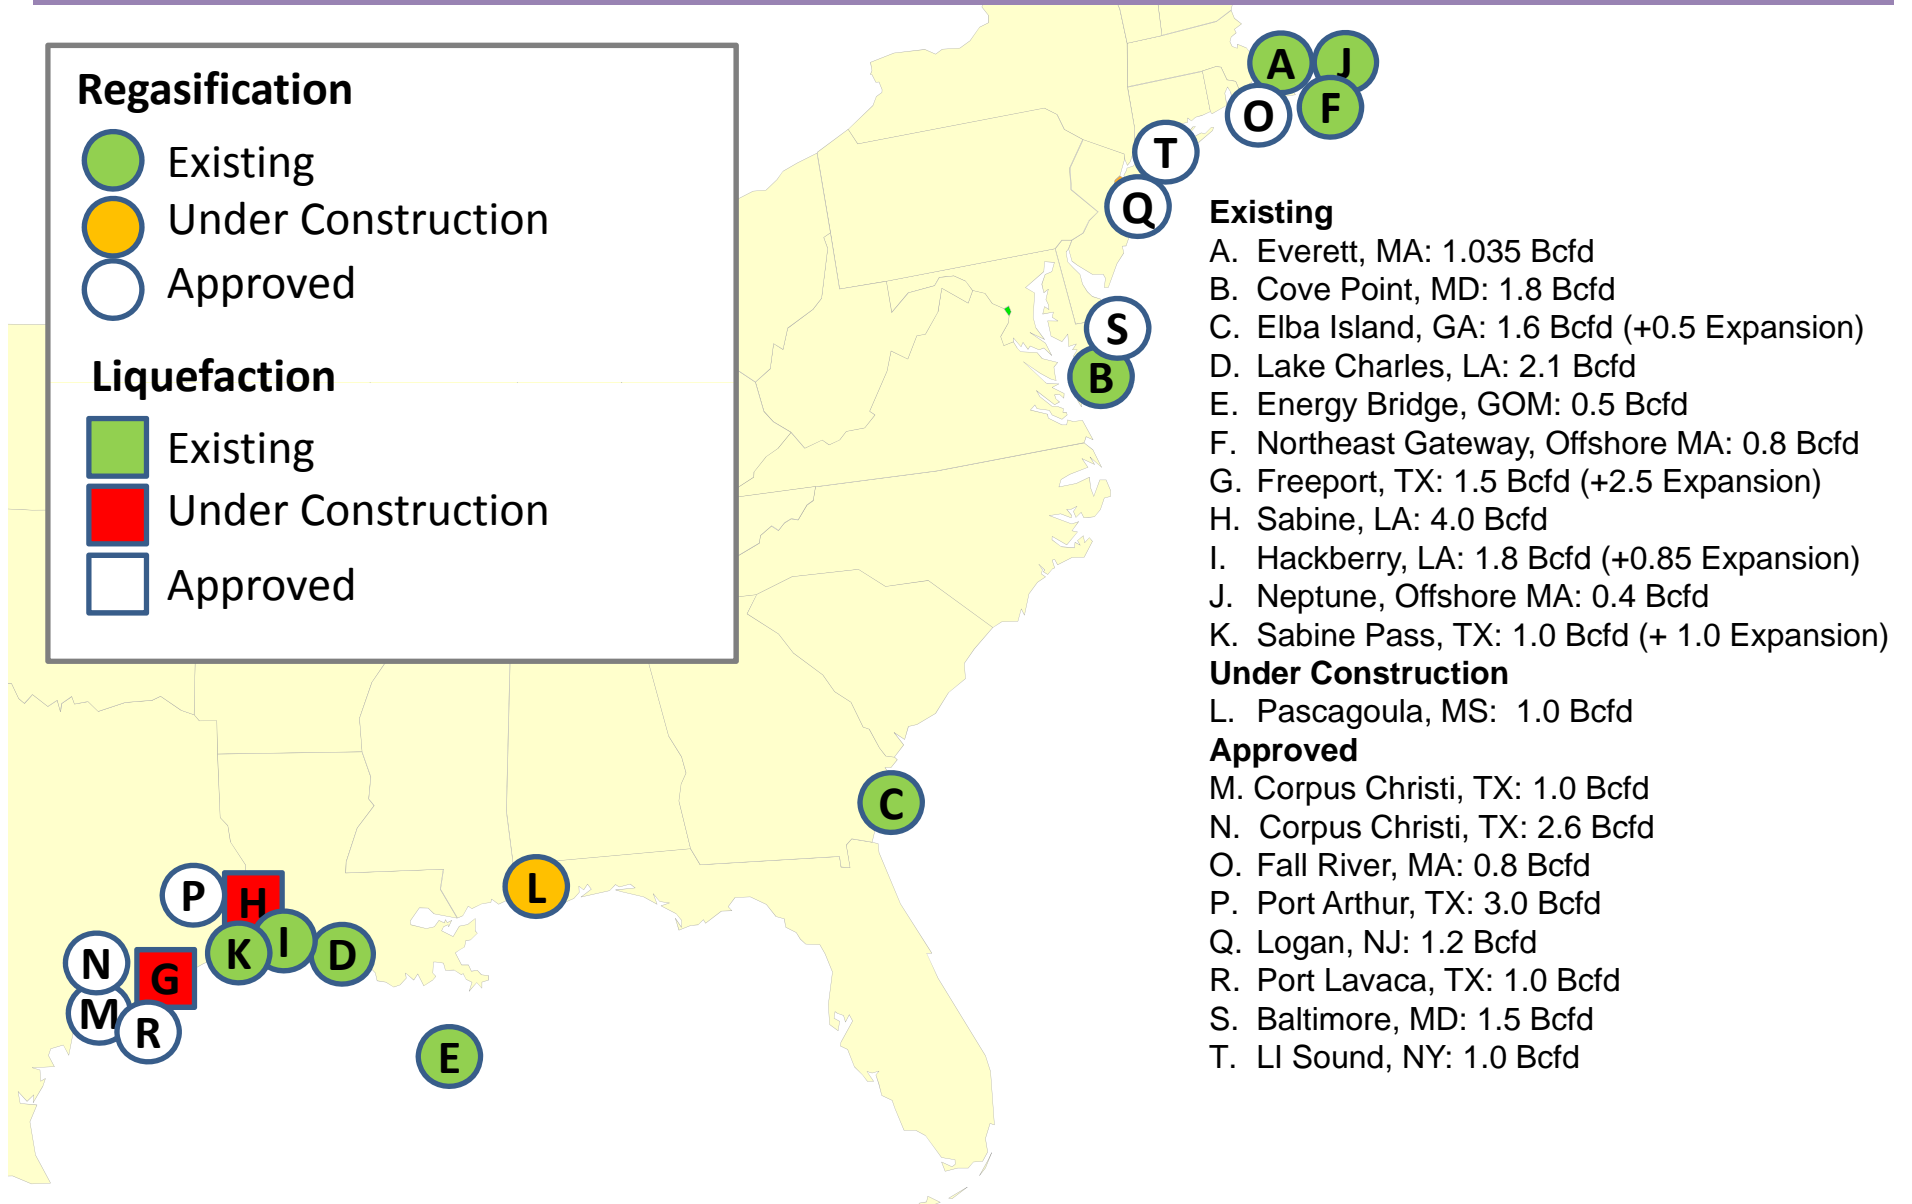 Regasification
Existing
Under Construction
Approved
Liquefaction
Existing
Under Construction
Approved
A
J
O
F
T
Q
S
B
C
L
P
H
K
I
D
N
G
M
R
E
Existing
A. Everett, MA: 1.035 Bcfd
B. Cove Point, MD: 1.8 Bcfd
C. Elba Island, GA: 1.6 Bcfd (+0.5 Expansion)
D. Lake Charles, LA: 2.1 Bcfd
E. Energy Bridge, GOM: 0.5 Bcfd
F. Northeast Gateway, Offshore MA: 0.8 Bcfd
G. Freeport, TX: 1.5 Bcfd (+2.5 Expansion)
H. Sabine, LA: 4.0 Bcfd
I. Hackberry, LA: 1.8 Bcfd (+0.85 Expansion)
J. Neptune, Offshore MA: 0.4 Bcfd
K. Sabine Pass, TX: 1.0 Bcfd (+ 1.0 Expansion)
Under Construction
L. Pascagoula, MS: 1.0 Bcfd
Approved
M. Corpus Christi, TX: 1.0 Bcfd
N. Corpus Christi, TX: 2.6 Bcfd
O. Fall River, MA: 0.8 Bcfd
P. Port Arthur, TX: 3.0 Bcfd
Q. Logan, NJ: 1.2 Bcfd
R. Port Lavaca, TX: 1.0 Bcfd
S. Baltimore, MD: 1.5 Bcfd
T. LI Sound, NY: 1.0 Bcfd